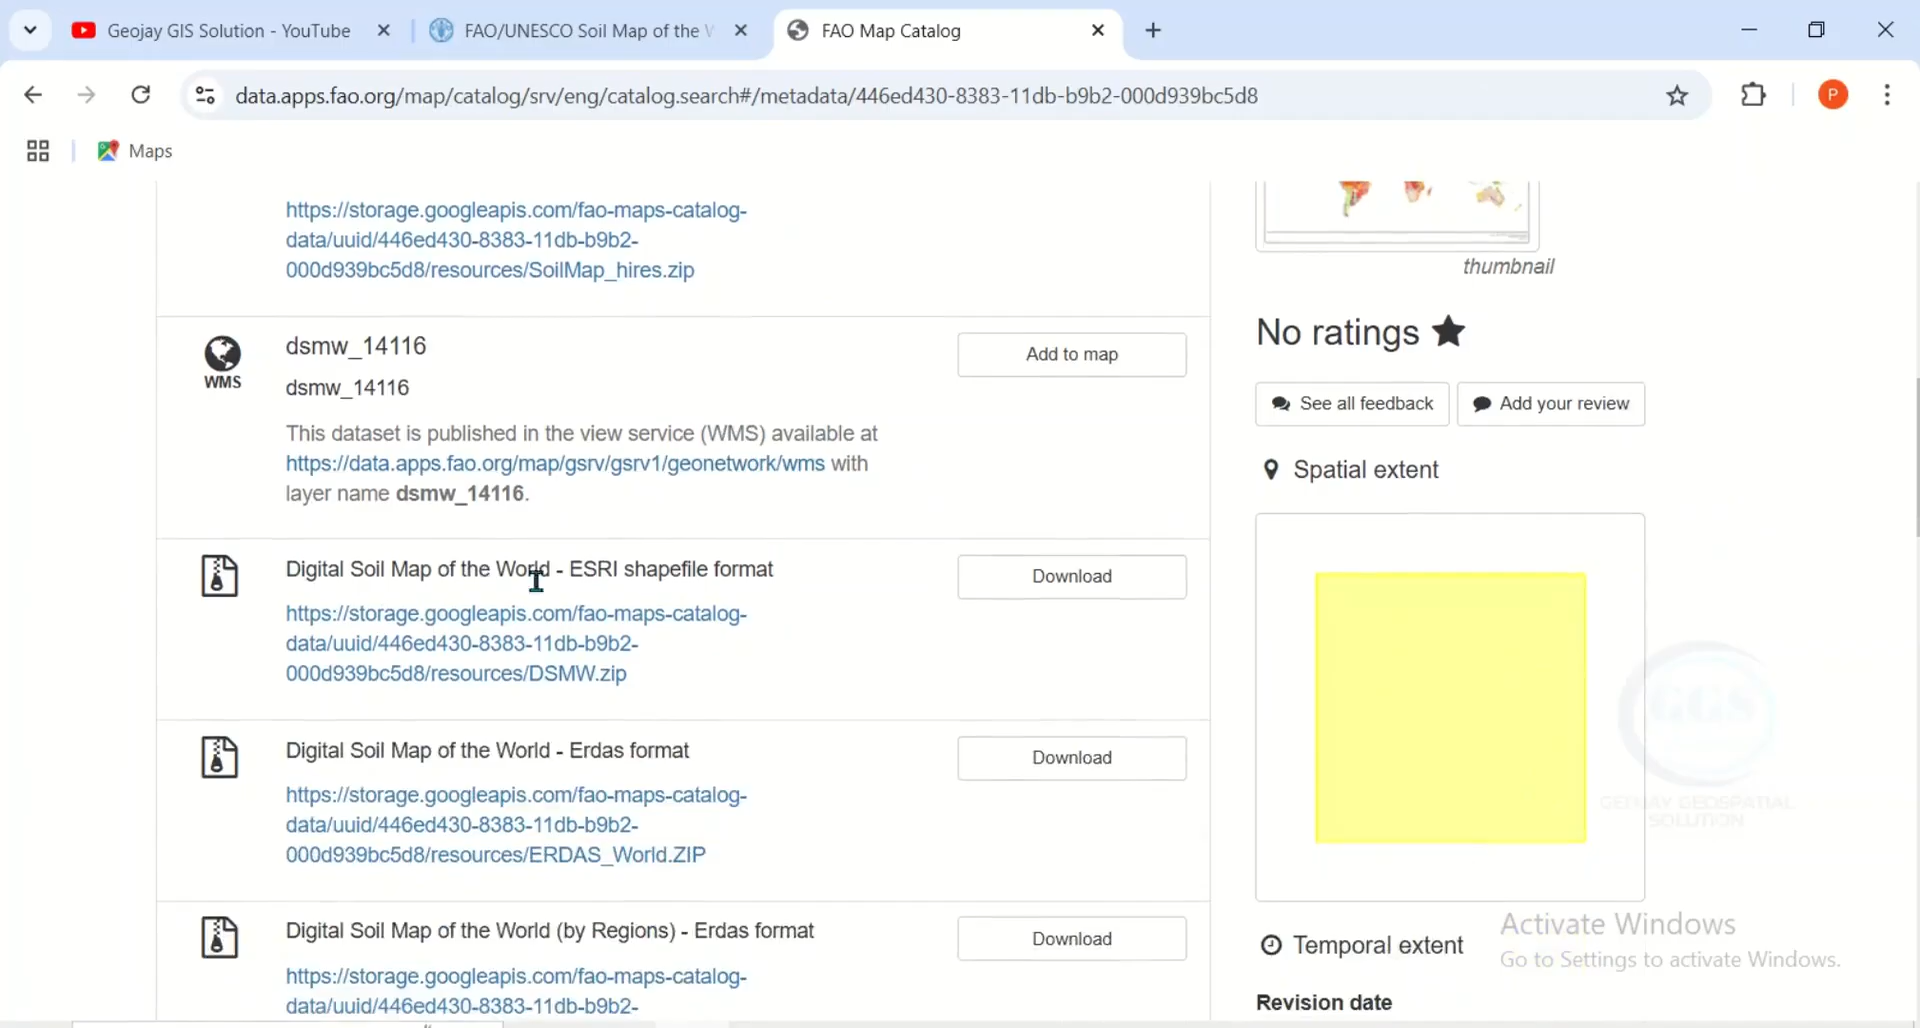 Geojay GIS Solution - YouTube
FAO/UNESCO Soil Map of the W
FAO Map Catalog
data.apps.fao.org/map/catalog/srv/eng/catalog.search#/metadata/446ed430-8383-11db-b9b2-000d939bc5d8
P
Maps
https://storage.googleapis.com/fao-maps-catalog-
data/uuid/446ed430-8383-11db-b9b2-
000d939bc5d8/resources/SoilMap_hires.zip
WMS
dsmw_14116
Add to map
dsmw_14116
This dataset is published in the view service (WMS) available at
https://data.apps.fao.org/map/gsrv/gsrv1/geonetwork/wms with
layer name dsmw_14116.
Digital Soil Map of the World - ESRI shapefile format
Download
https://storage.googleapis.com/fao-maps-catalog-
data/uuid/446ed430-8383-11db-b9b2-
000d939bc5d8/resources/DSMW.zip
Digital Soil Map of the World - Erdas format
Download
https://storage.googleapis.com/fao-maps-catalog-
data/uuid/446ed430-8383-11db-b9b2-
000d939bc5d8/resources/ERDAS_World.ZIP
Digital Soil Map of the World (by Regions) - Erdas format
Download
https://storage.googleapis.com/fao-maps-catalog-
data/uuid/446ed430-8383-11db-b9b2-
thumbnail
No ratings
See all feedback
Add your review
Spatial extent
GGS
GEOJAY GEOSPATIAL
SOLUTION
Temporal extent
Revision date
Activate Windows
Go to Settings to activate Windows.